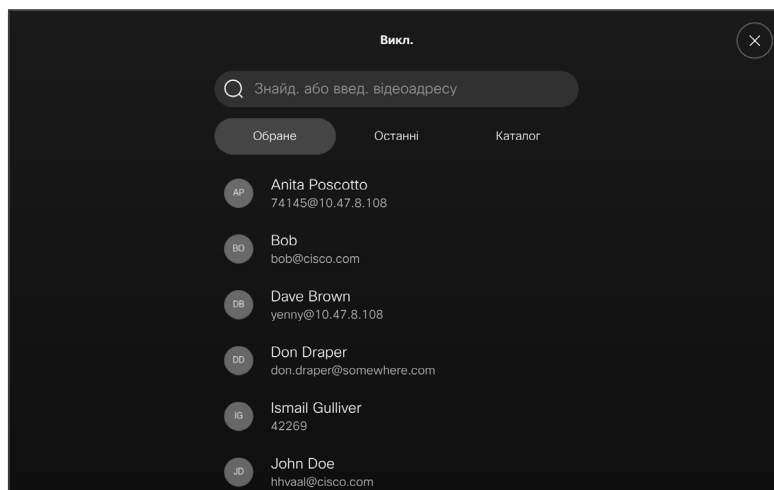 Викл.
Знайд. або введ. відеоадресу
Обране Останні Каталог
AP
Anita Poscotto
74145@10.47.8.108
BO
Bob
bob@cisco.com
DB
Dave Brown
yenny@10.47.8.108
DD
Don Draper
don.draper@somewhere.com
IG
Ismail Gulliver
42269
JD
John Doe
hhvaal@cisco.com